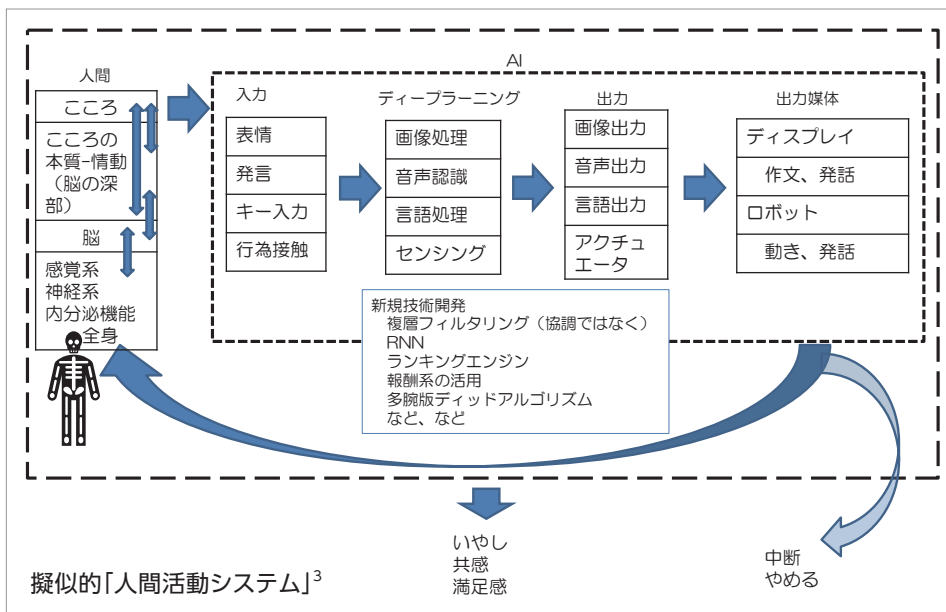 AI
人間
こころ
こころの
本質-情動
（脳の深
部）
脳
感覚系
神経系
内分泌機能
全身
入力
表情
発言
キー入力
行為接触
ディープラーニング
画像処理
音声認識
言語処理
センシング
出力
画像出力
音声出力
言語出力
アクチュ
エータ
出力媒体
ディスプレイ
作文、発話
ロボット
動き、発話
新規技術開発
複層フィルタリング（協調ではなく）
RNN
ランキングエンジン
報酬系の活用
多腕版ディッドアルゴリズム
など、など
いやし
共感
満足感
中断
やめる
擬似的「人間活動システム」3